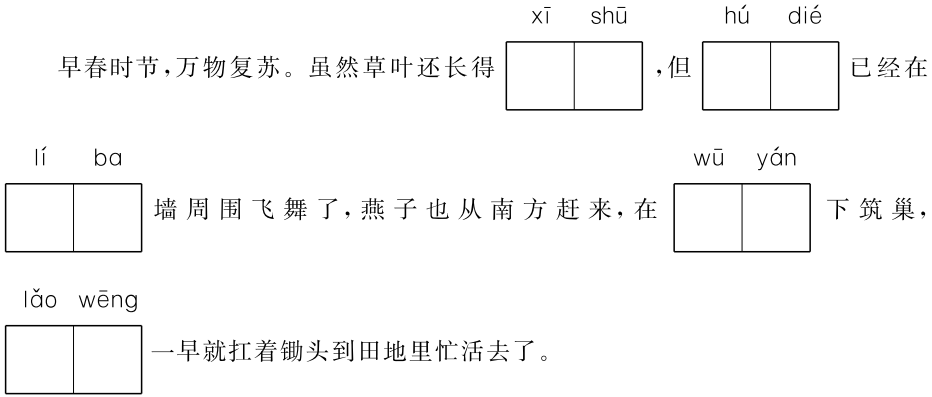 xī shū hú dié
早春时节,万物复苏。虽然草叶还长得 ,但 已经在
lí ba wū yán
墙周围飞舞了,燕子也从南方赶来,在 下筑巢,
lǎo wēng
一早就扛着锄头到田地里忙活去了。